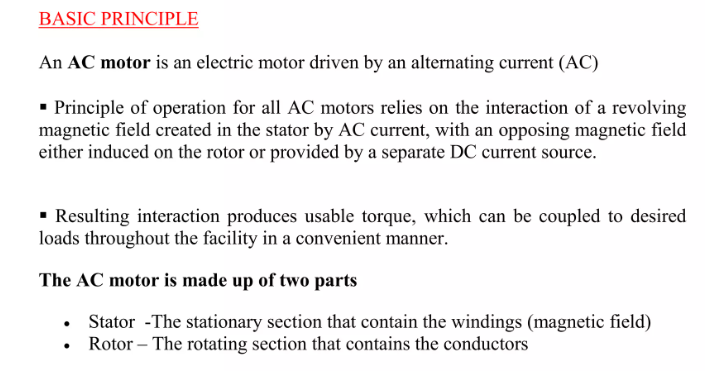 BASIC PRINCIPLE
An AC motor is an electric motor driven by an alternating current (AC)
▪ Principle of operation for all AC motors relies on the interaction of a revolving
magnetic field created in the stator by AC current, with an opposing magnetic field
either induced on the rotor or provided by a separate DC current source.
▪ Resulting interaction produces usable torque, which can be coupled to desired
loads throughout the facility in a convenient manner.
The AC motor is made up of two parts
• Stator -The stationary section that contain the windings (magnetic field)
• Rotor – The rotating section that contains the conductors